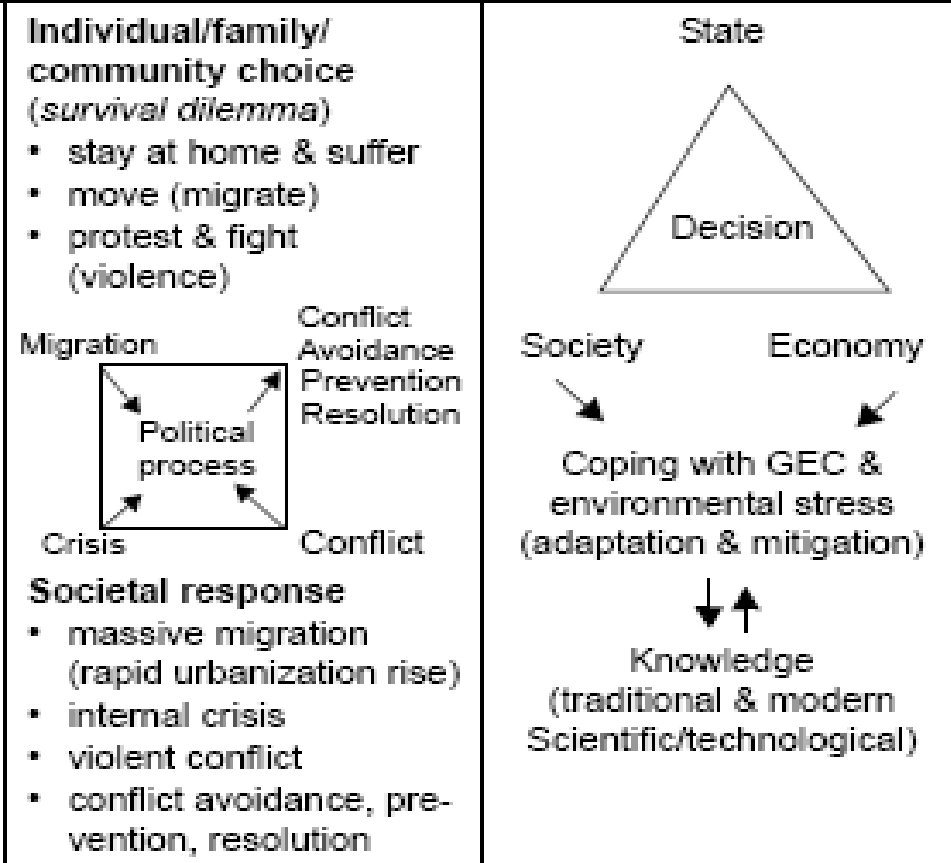 Individual/family/
community choice
(survival dilemma)
• stay at home & suffer
• move (migrate)
• protest & fight
(violence)
Migration
Conflict
Avoidance
Prevention
Resolution
Political
process
Crisis
Conflict
Societal response
• massive migration
(rapid urbanization rise)
• internal crisis
• violent conflict
• conflict avoidance, pre-
vention, resolution
State
Decision
Society
Economy
Coping with GEC &
environmental stress
(adaptation & mitigation)
Knowledge
(traditional & modern
Scientific/technological)